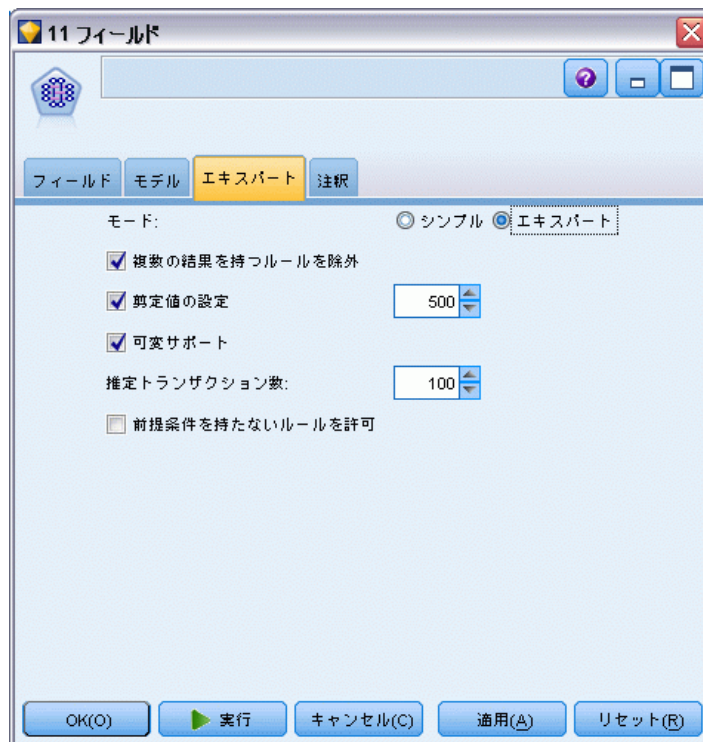 11 フィールド
フィールド モデル エキスパート 注釈
モード: シンプル エキスパート
複数の結果を持つルールを除外
剪定値の設定 500
可変サポート
推定トランザクション数: 100
前提条件を持たないルールを許可
OK(O) 実行 キャンセル(C) 適用(A) リセット(R)